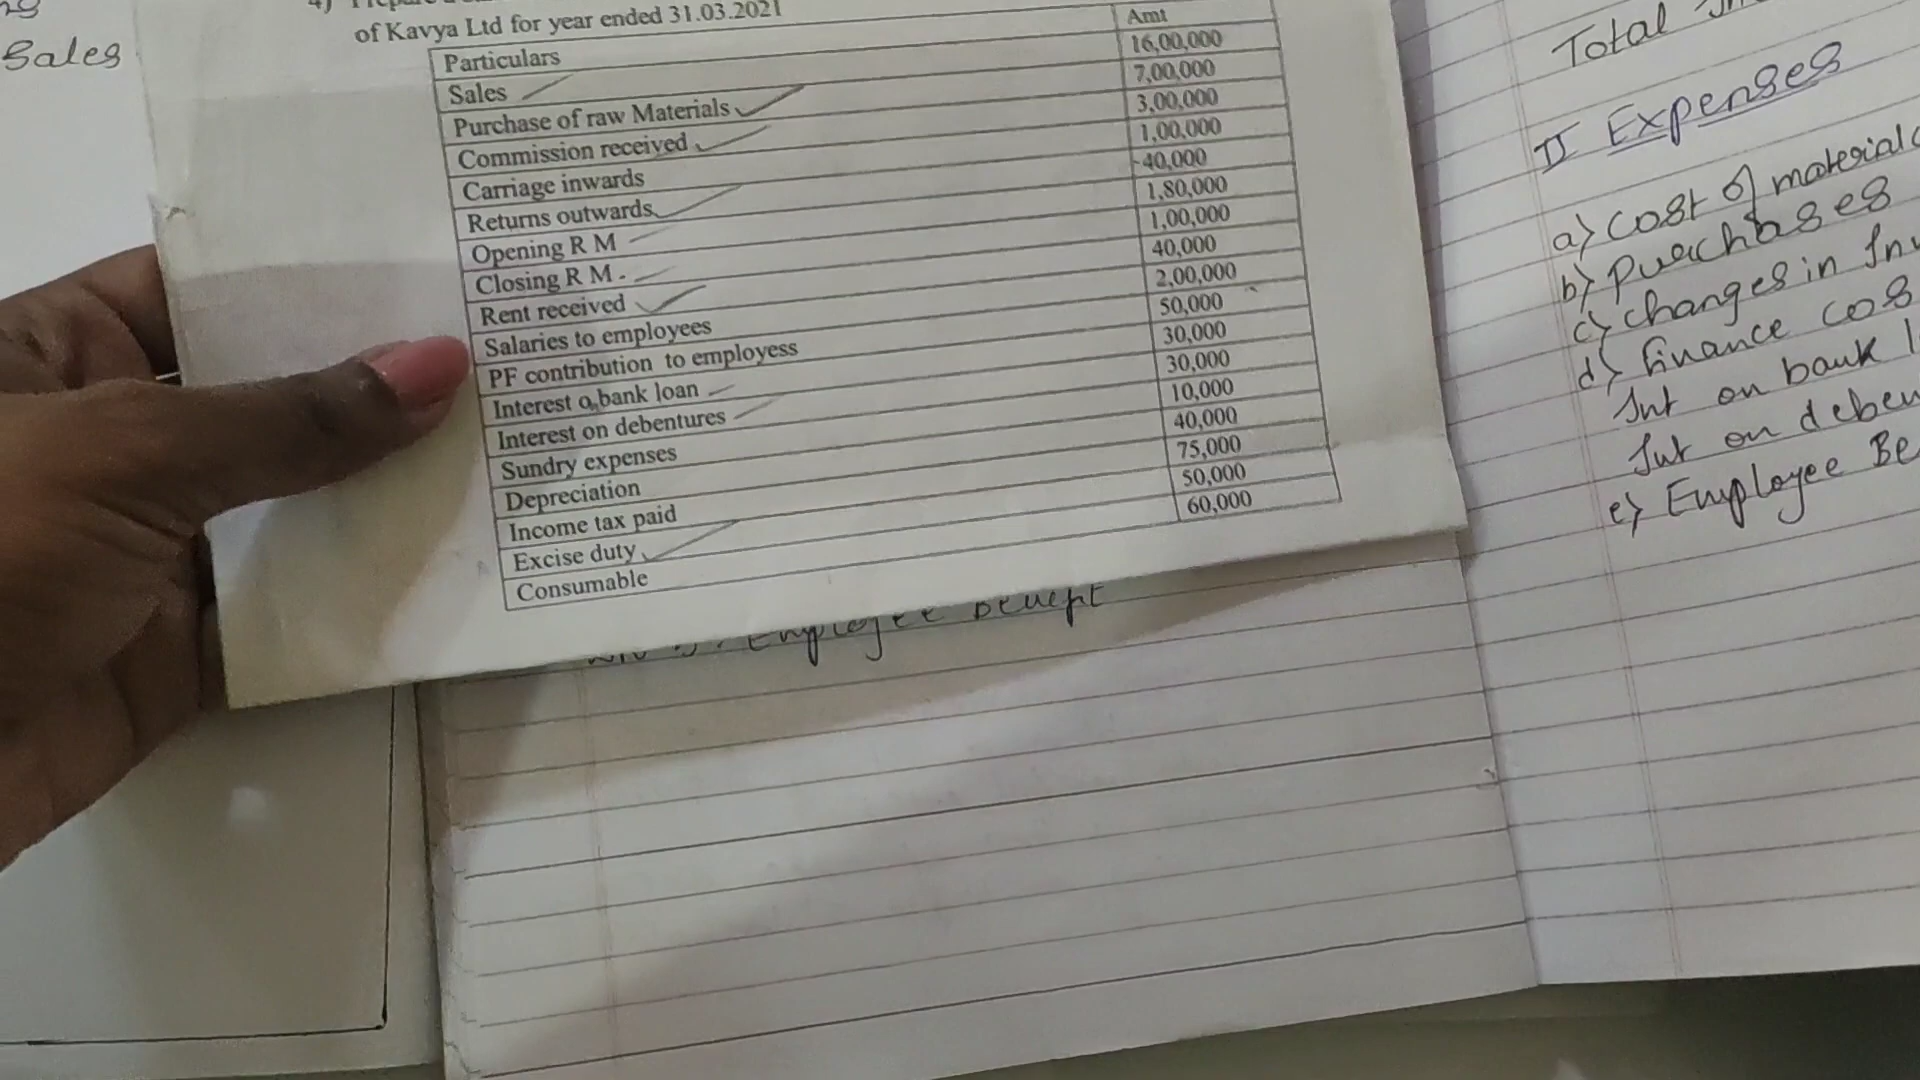 Sales
of Kavya Ltd for year ended 31.03.2021
Particulars Amt
Sales 16,00,000
Purchase of raw Materials 7,00,000
Commission received 3,00,000
Carriage inwards 1,00,000
Returns outwards 40,000
Opening R M 1,80,000
Closing R M 1,00,000
Rent received 40,000
Salaries to employees 2,00,000
PF contribution to employess 50,000
Interest on bank loan 30,000
Interest on debentures 30,000
Sundry expenses 10,000
Depreciation 40,000
Income tax paid 75,000
Excise duty 50,000
Consumable 60,000
Employee Benefit
Total
II Expenses
a) Cost of material
b) Purchases
c) Changes in Inv
d) Finance cos
Int on bank
Int on deben
e) Employee Be